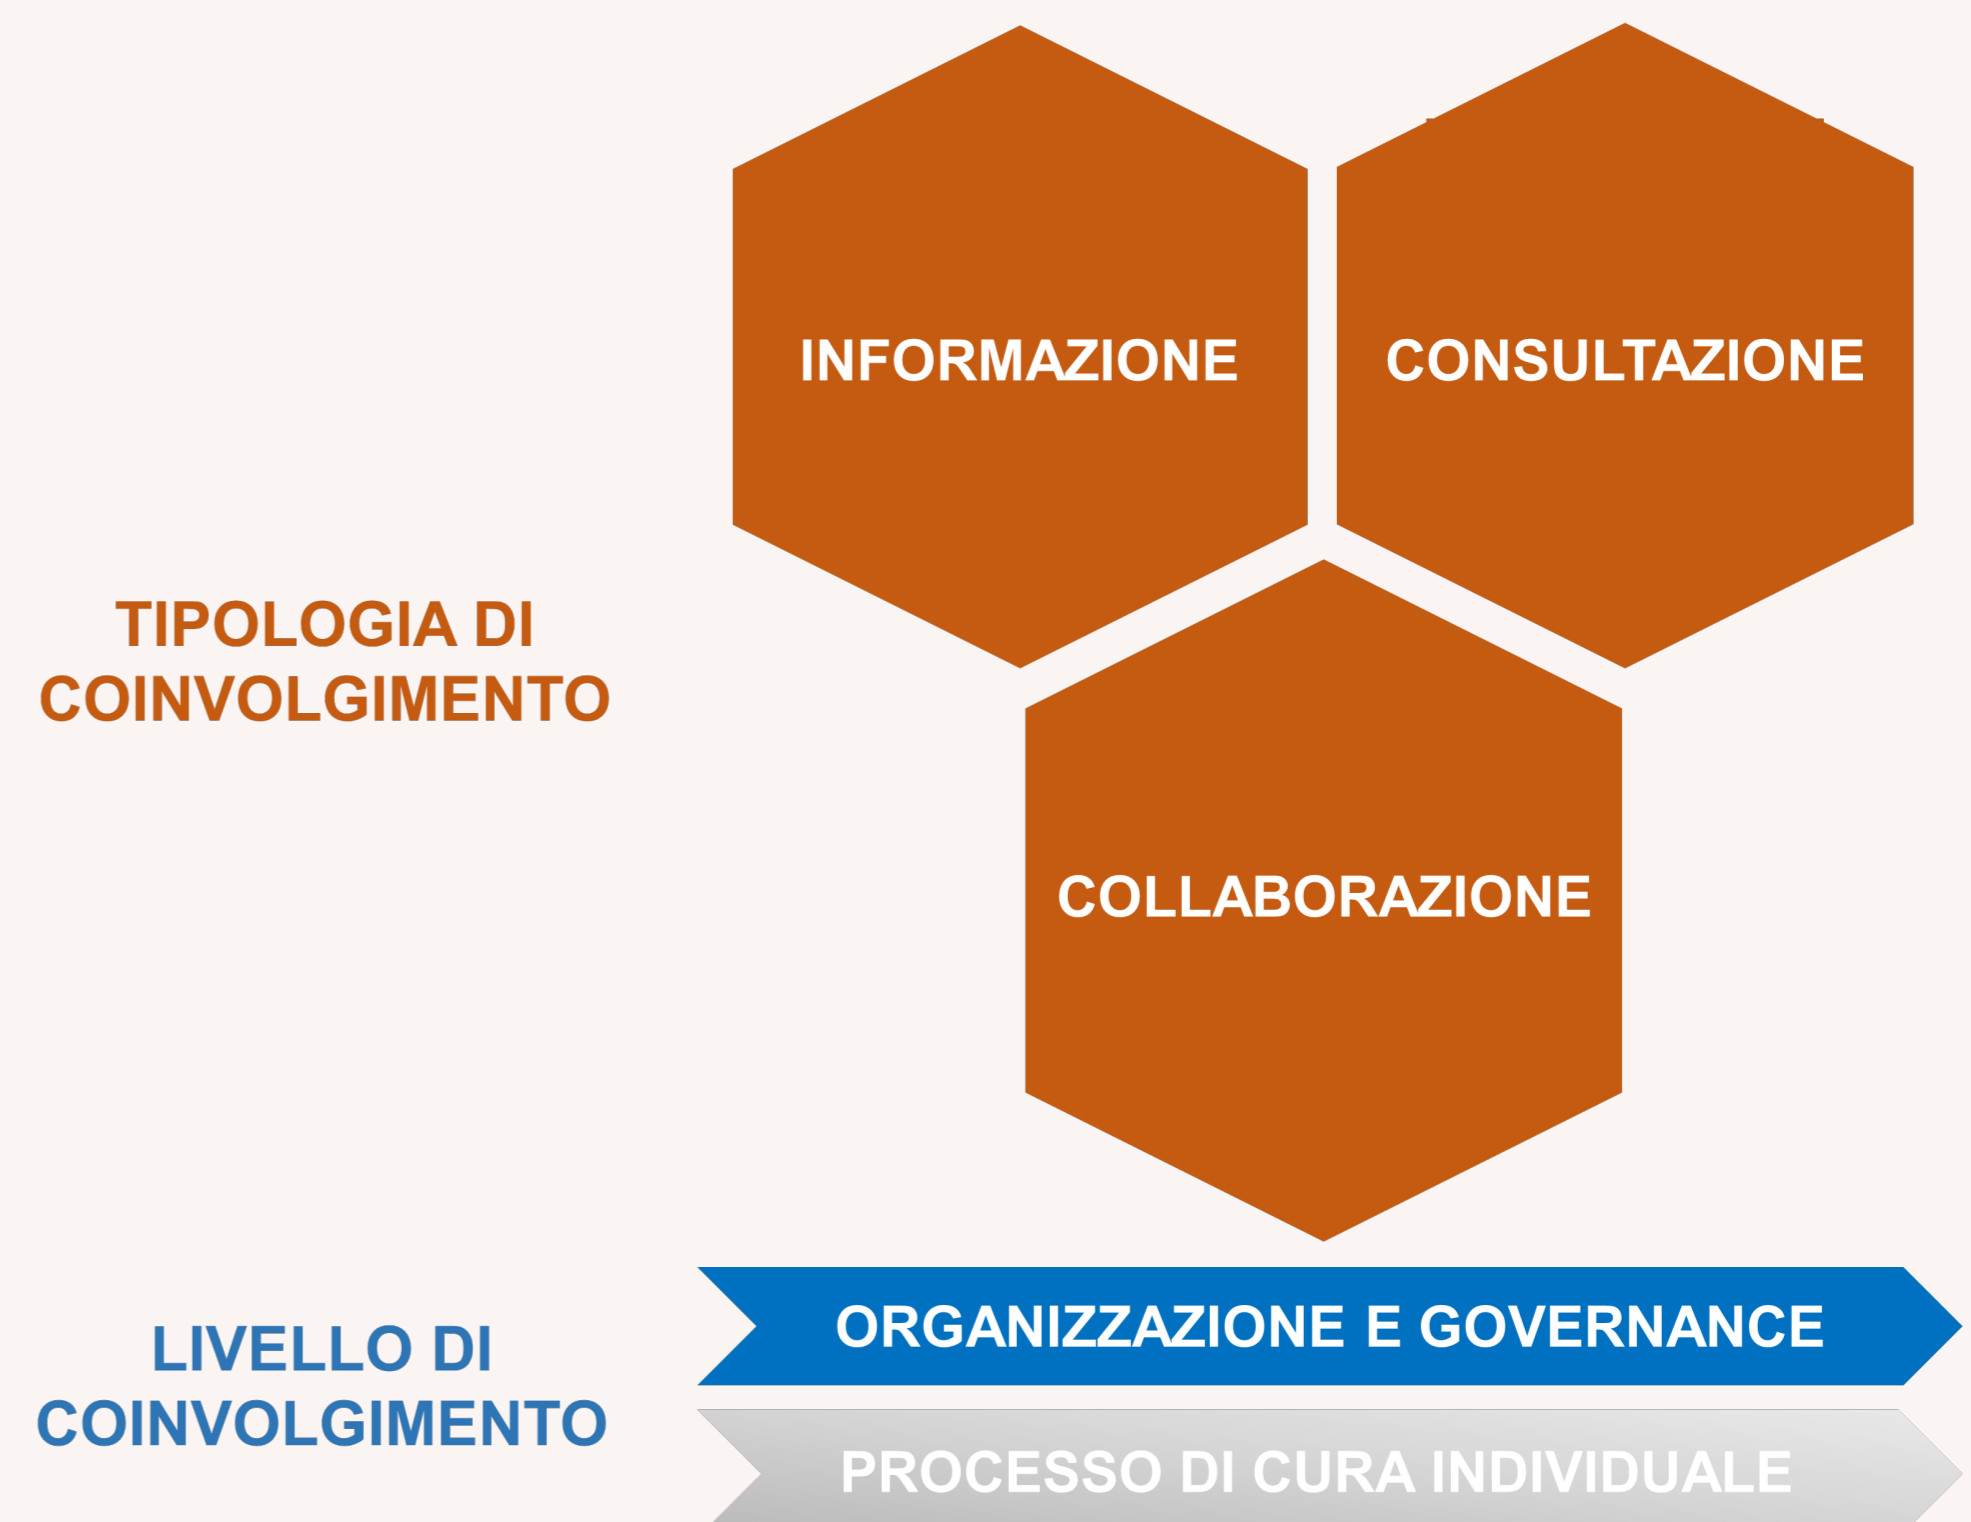 INFORMAZIONE
CONSULTAZIONE
TIPOLOGIA DI
COINVOLGIMENTO
COLLABORAZIONE
ORGANIZZAZIONE E GOVERNANCE
LIVELLO DI
COINVOLGIMENTO
PROCESSO DI CURA INDIVIDUALE